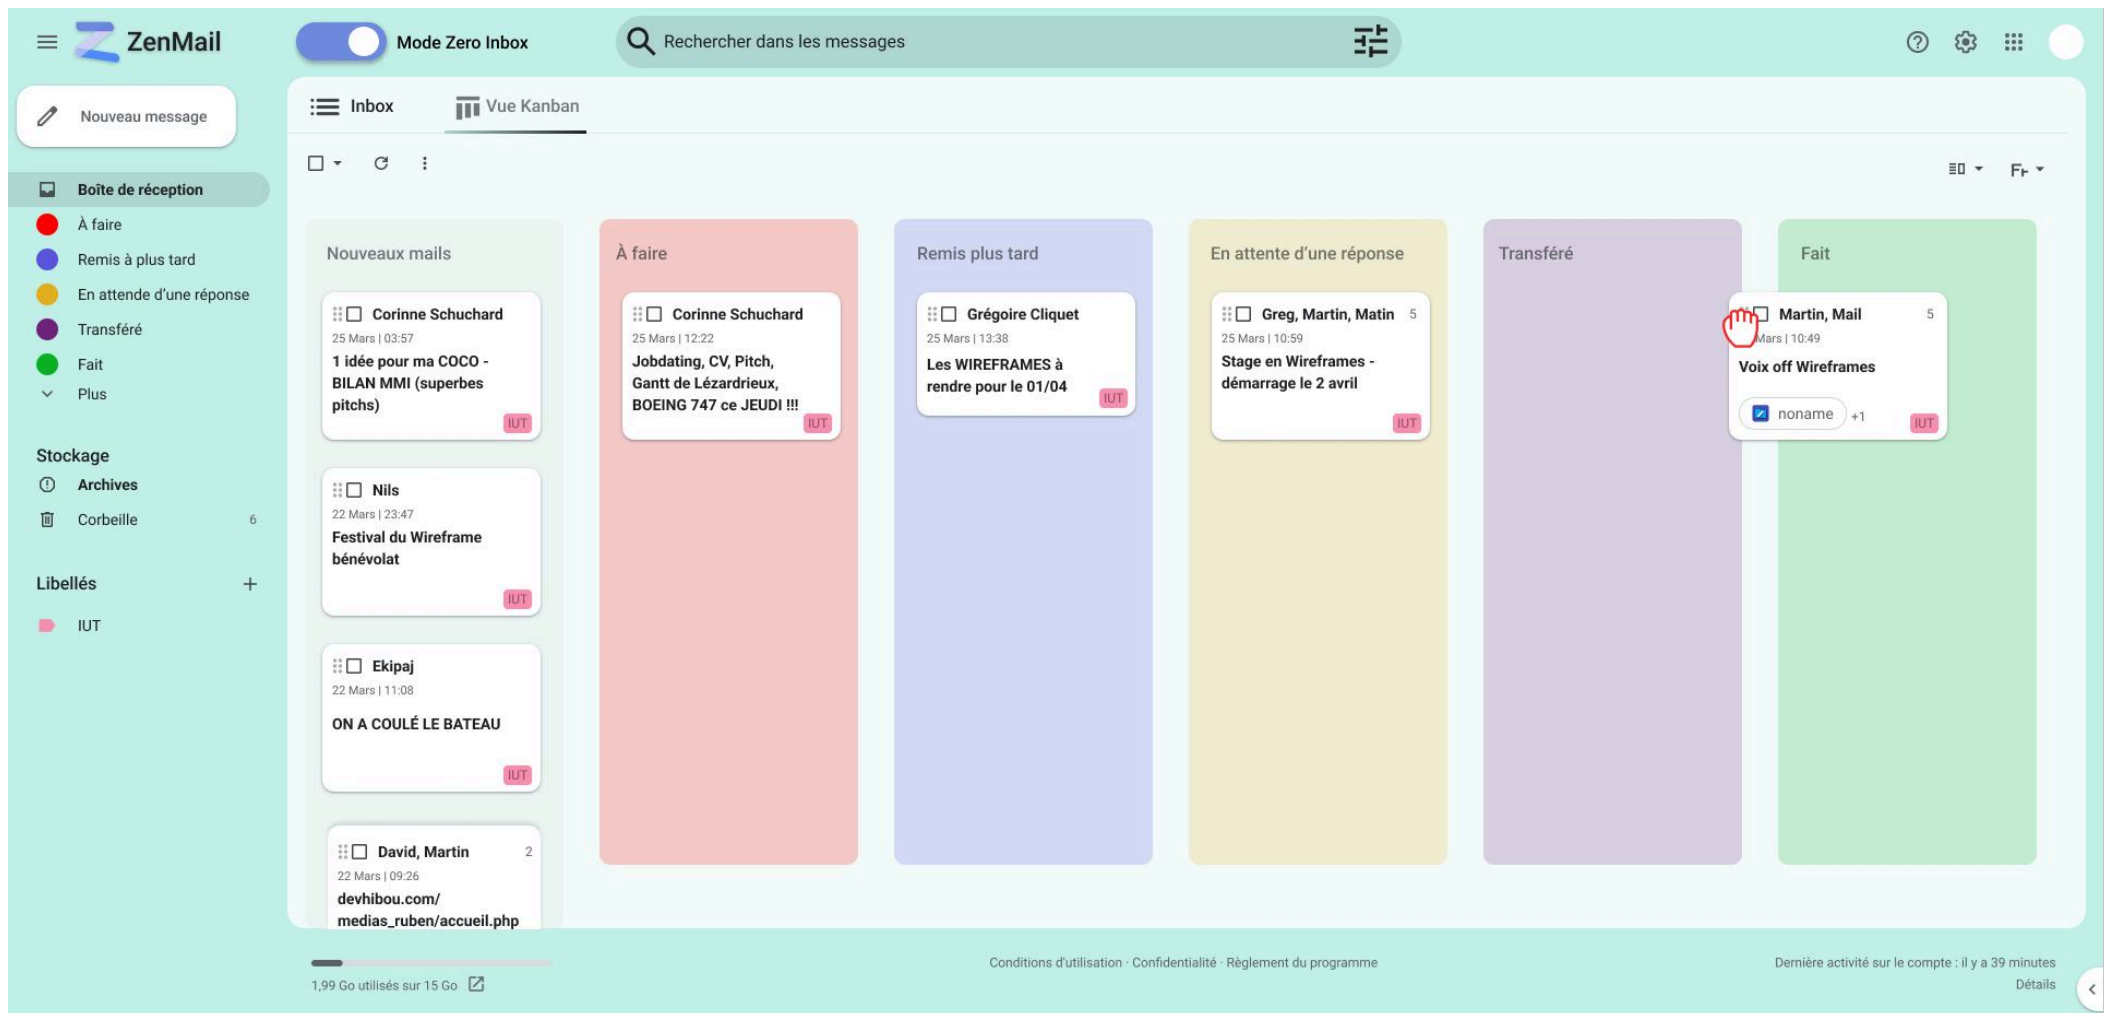 ZenMail
Mode Zero Inbox
Rechercher dans les messages
Nouveau message
Inbox
Vue Kanban
Boîte de réception
À faire
Remis à plus tard
En attende d'une réponse
Transféré
Fait
Plus
Stockage
Archives
Corbeille 6
Libellés
IUT
Nouveaux mails
Corinne Schuchard
25 Mars | 03:57
1 idée pour ma COCO -
BILAN MMI (superbes
pitchs)
IUT
Nils
22 Mars | 23:47
Festival du Wireframe
bénévolat
IUT
Ekipaj
22 Mars | 11:08
ON A COULÉ LE BATEAU
IUT
David, Martin 2
22 Mars | 09:26
devhibou.com/
medias_ruben/accueil.php
À faire
Corinne Schuchard
25 Mars | 12:22
Jobdating, CV, Pitch,
Gantt de Lézardrieux,
BOEING 747 ce JEUDI !!!
IUT
Remis plus tard
Grégoire Cliquet
25 Mars | 13:38
Les WIREFRAMES à
rendre pour le 01/04
IUT
En attente d'une réponse
Greg, Martin, Matin 5
25 Mars | 10:59
Stage en Wireframes -
démarrage le 2 avril
IUT
Transféré
Fait
Martin, Mail 5
Mars | 10:49
Voix off Wireframes
noname +1
IUT
1,99 Go utilisés sur 15 Go
Conditions d'utilisation · Confidentialité · Règlement du programme
Dernière activité sur le compte : il y a 39 minutes
Détails